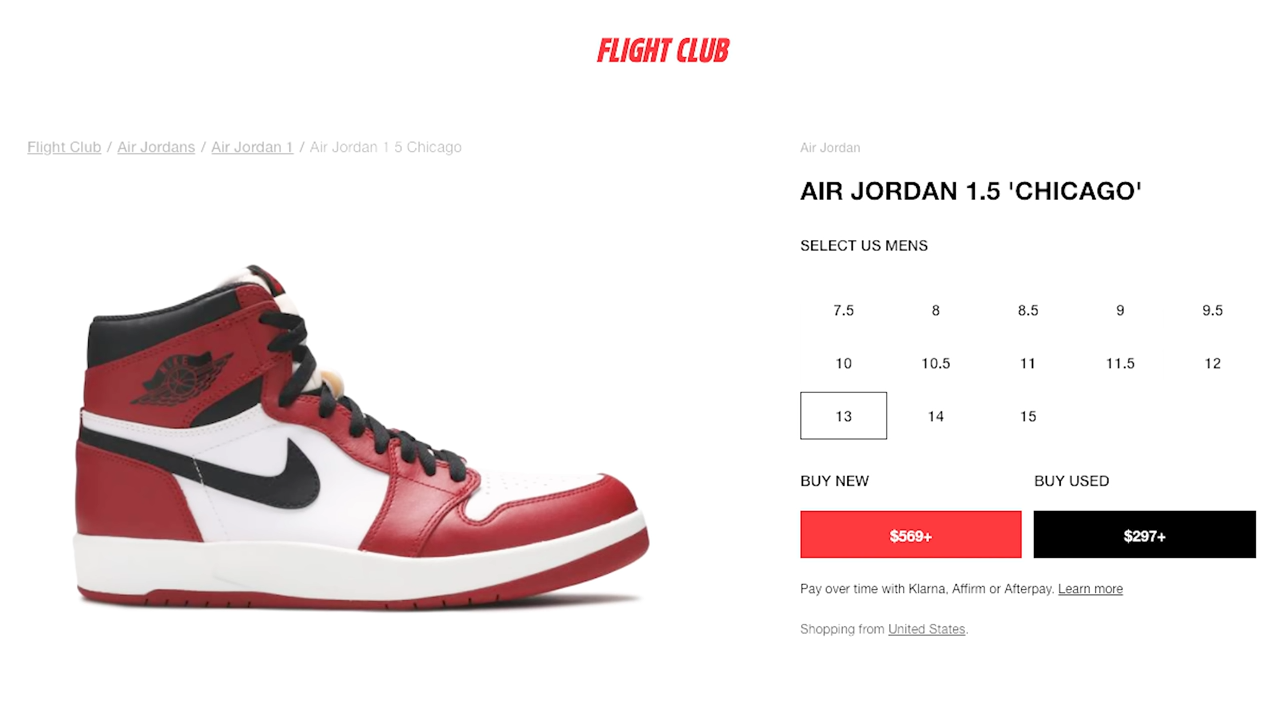 FLIGHT CLUB
Flight Club / Air Jordans / Air Jordan 1 / Air Jordan 1 5 Chicago
Air Jordan
AIR JORDAN 1.5 'CHICAGO'
SELECT US MENS
7.5 8 8.5 9 9.5
10 10.5 11 11.5 12
13 14 15
BUY NEW BUY USED
$569+ $297+
Pay over time with Klarna, Affirm or Afterpay. Learn more
Shopping from United States.